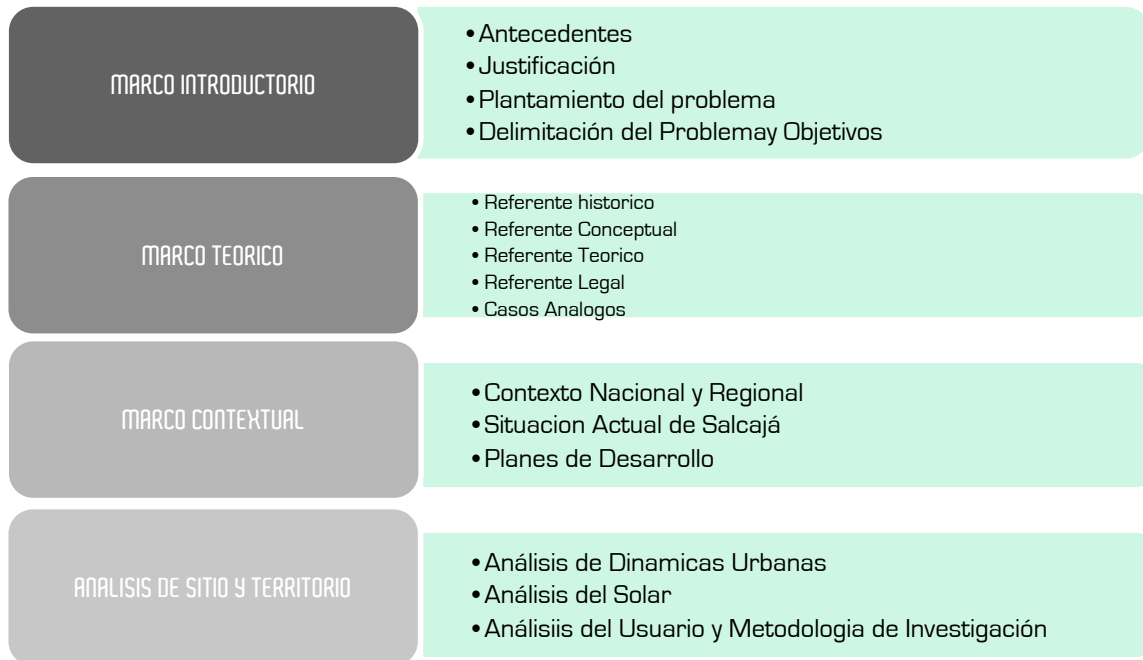 MARCO INTRODUCTORIO
•Antecedentes
•Justificación
•Plantamiento del problema
•Delimitación del Problemay Objetivos
MARCO TEORICO
•Referente historico
•Referente Conceptual
•Referente Teorico
•Referente Legal
•Casos Analogos
MARCO CONTEXTUAL
•Contexto Nacional y Regional
•Situacion Actual de Salcajá
•Planes de Desarrollo
ANALISIS DE SITIO Y TERRITORIO
•Análisis de Dinamicas Urbanas
•Análisis del Solar
•Análisiis del Usuario y Metodologia de Investigación